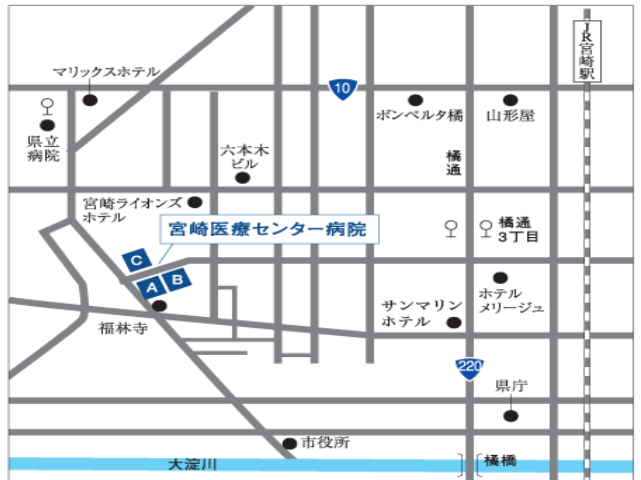 JR宮崎駅
マリックスホテル
10
ボンベルタ橘
山形屋
県立
病院
六本木
ビル
橘通
宮崎ライオンズ
ホテル
宮崎医療センター病院
橘通
3丁目
C
A
B
ホテル
メリージュ
サンマリン
ホテル
福林寺
220
県庁
市役所
大淀川
橘橋